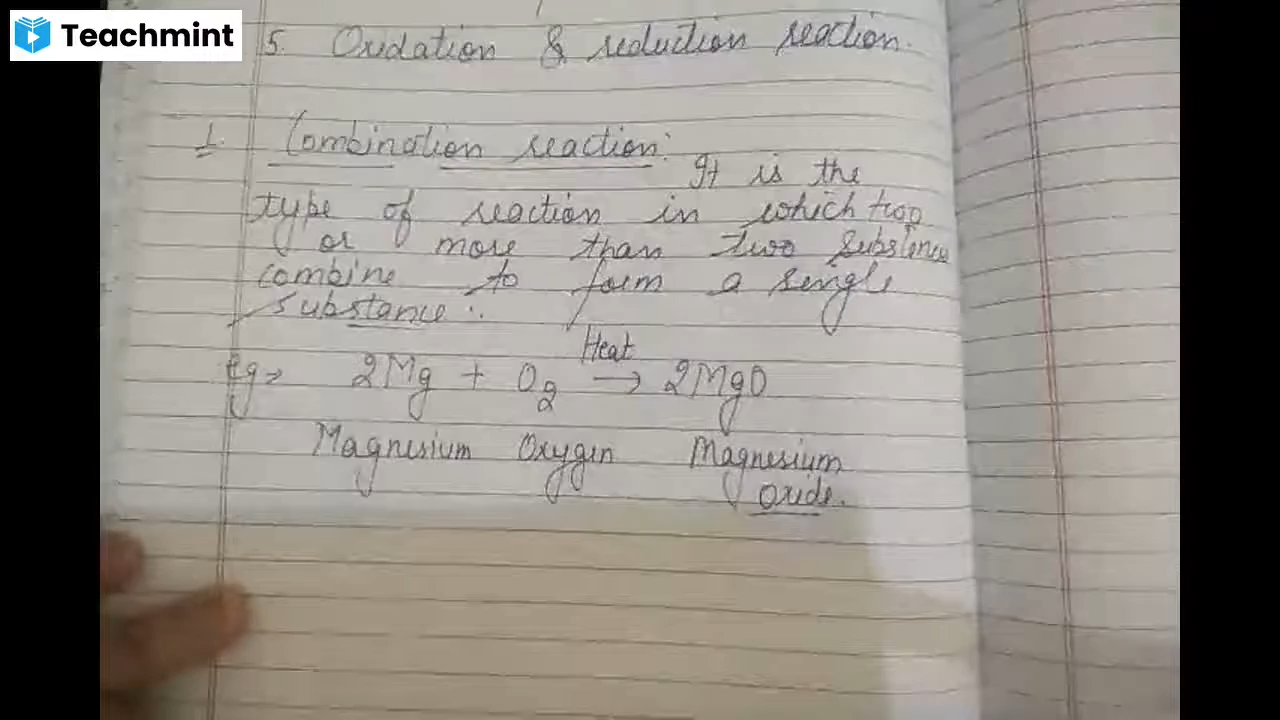 Teachmint
5. Oxidation & reduction reaction.
1. Combination reaction:
It is the
type of reaction in which two
or more than two substance
combine to form a single
substance.
Heat
Eg → 2Mg + O2 → 2MgO
Magnesium Oxygen Magnesium
oxide.